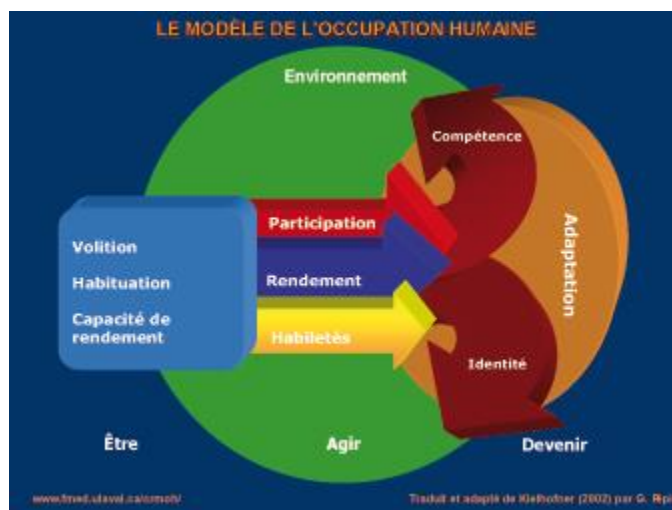 LE MODÈLE DE L'OCCUPATION HUMAINE
Environnement
Compétence
Participation
Adaptation
Volition
Habituation
Rendement
Capacité de
rendement
Habiletés
Identité
Être
Agir
Devenir
www.fmed.ulaval.ca/crmoh/
Traduit et adapté de Kielhofner (2002) par G.